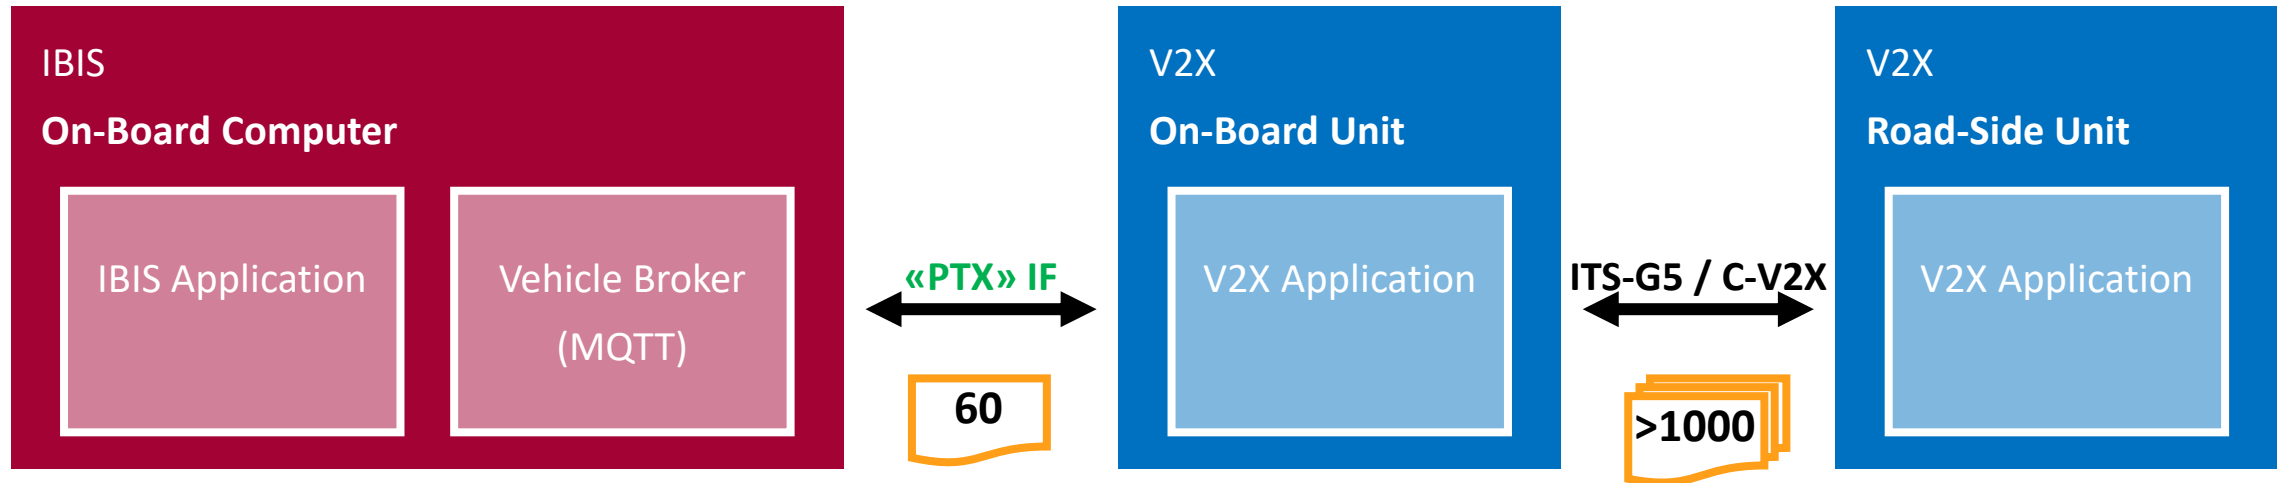 IBIS
On-Board Computer
IBIS Application
Vehicle Broker
(MQTT)
«PTX» IF
60
V2X
On-Board Unit
V2X Application
ITS-G5 / C-V2X
>1000
V2X
Road-Side Unit
V2X Application